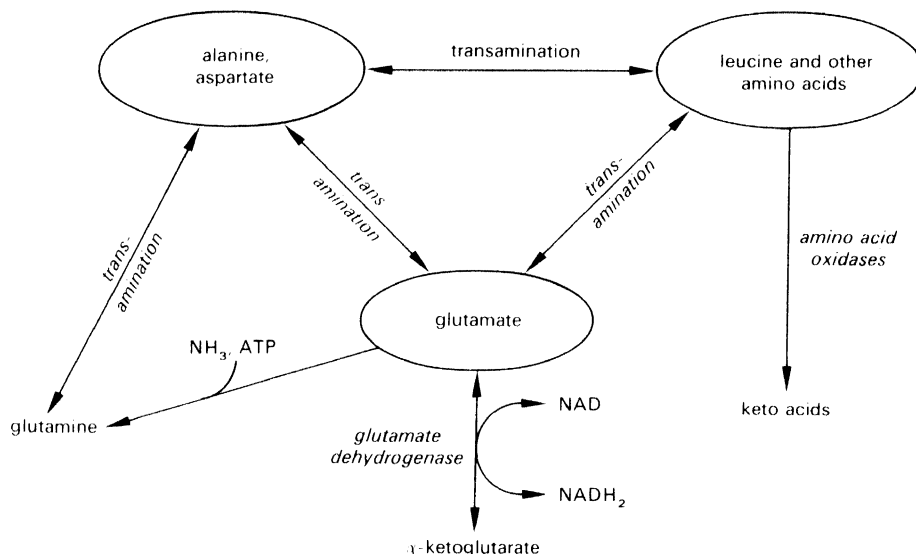 alanine,
aspartate
transamination
leucine and other
amino acids
trans-
amination
trans
amination
trans-
amination
amino acid
oxidases
glutamate
NH₃, ATP
glutamine
glutamate
dehydrogenase
NAD
NADH₂
keto acids
α-ketoglutarate